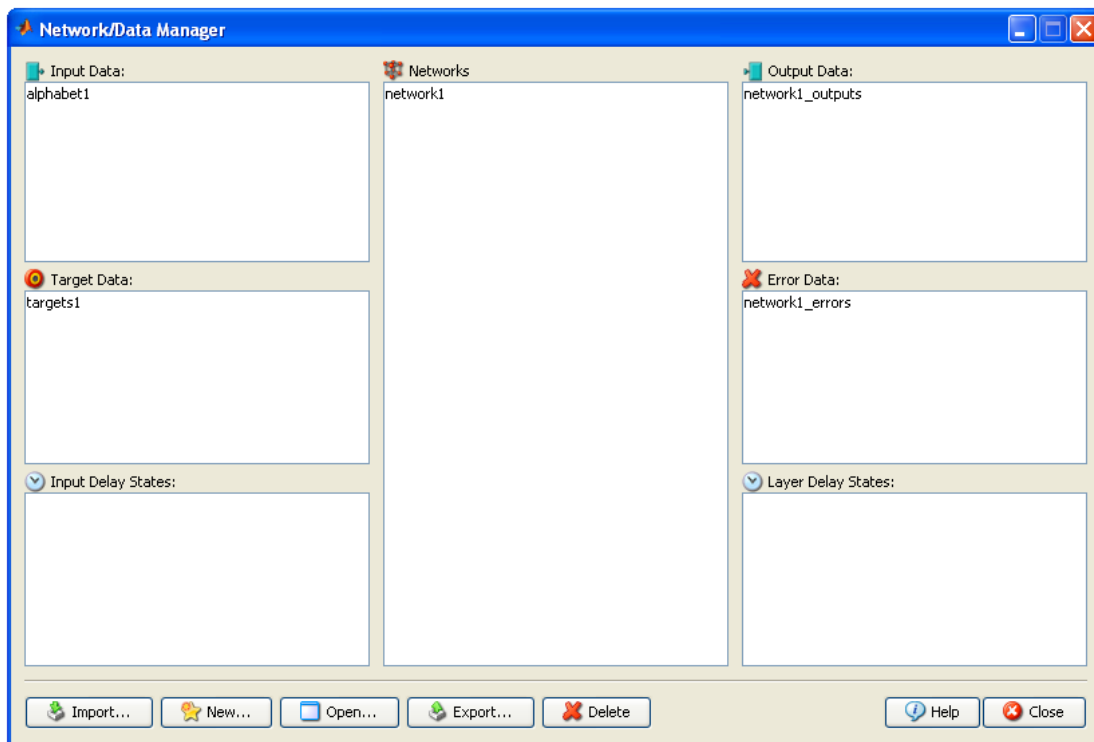 Network/Data Manager
Input Data:
alphabet1
Networks
network1
Output Data:
network1_outputs
Target Data:
targets1
Error Data:
network1_errors
Input Delay States:
Layer Delay States:
Import...
New...
Open...
Export...
Delete
Help
Close